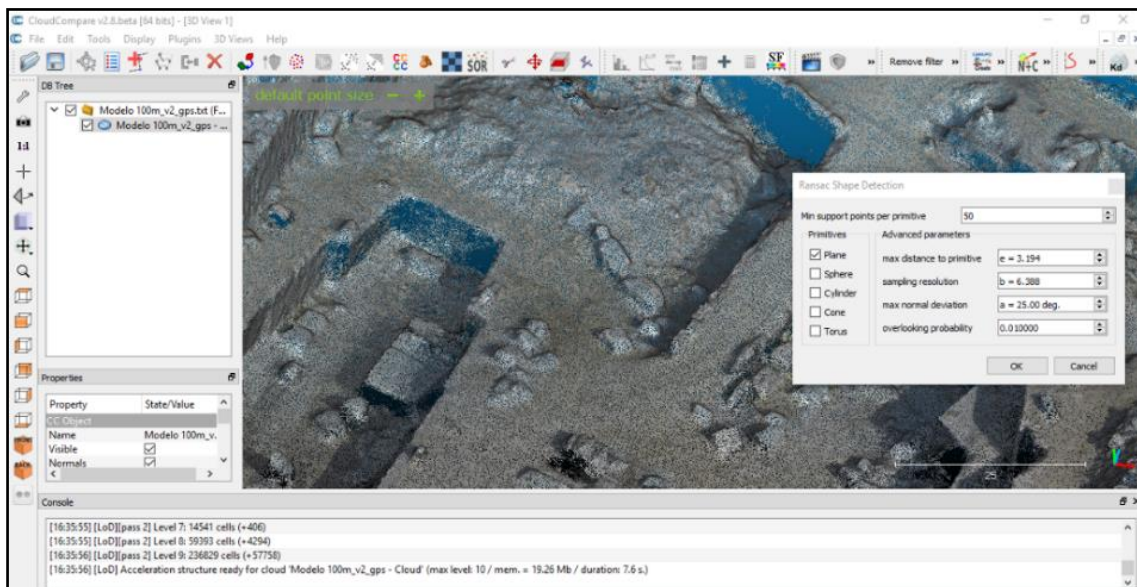 CloudCompare v2.8.beta [64 bits] - [3D View 1]
File Edit Tools Display Plugins 3D Views Help
SOR SF Remove filter N+C Kd
DB Tree
default point size
Modelo 100m_v2_gps.txt (F...
Modelo 100m_v2_gps - ...
1:1
Ransac Shape Detection
Min support points per primitive 50
Primitives Advanced parameters
Plane max distance to primitive e = 3.194
Sphere sampling resolution b = 6.388
Cylinder max normal deviation a = 25.00 deg.
Cone overlooking probability 0.010000
Torus
OK Cancel
Properties
Property State/Value
CC Object
Name Modelo 100m_v.
Visible
Normals
25
Console
[16:35:55] [LoD][pass 2] Level 7: 14541 cells (+406)
[16:35:55] [LoD][pass 2] Level 8: 59393 cells (+4294)
[16:35:56] [LoD][pass 2] Level 9: 236829 cells (+57758)
[16:35:56] [LoD] Acceleration structure ready for cloud 'Modelo 100m_v2_gps - Cloud' (max level: 10 / mem. = 19.26 Mb / duration: 7.6 s.)